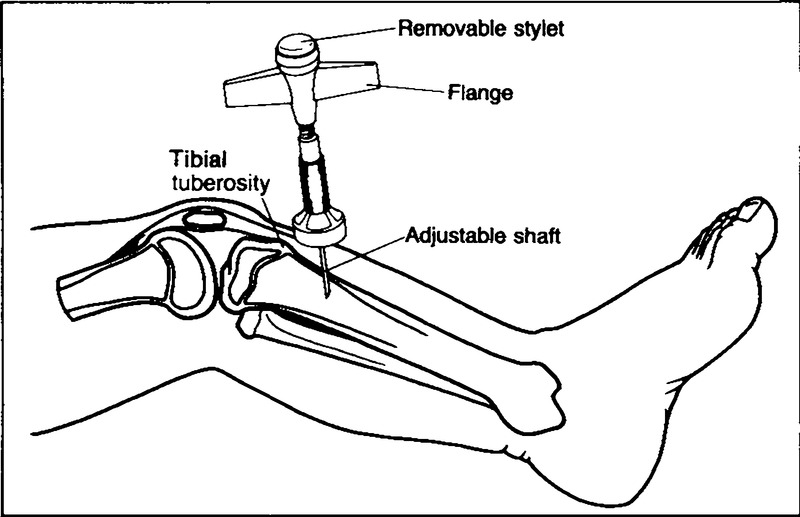 Removable stylet
Flange
Tibial
tuberosity
Adjustable shaft